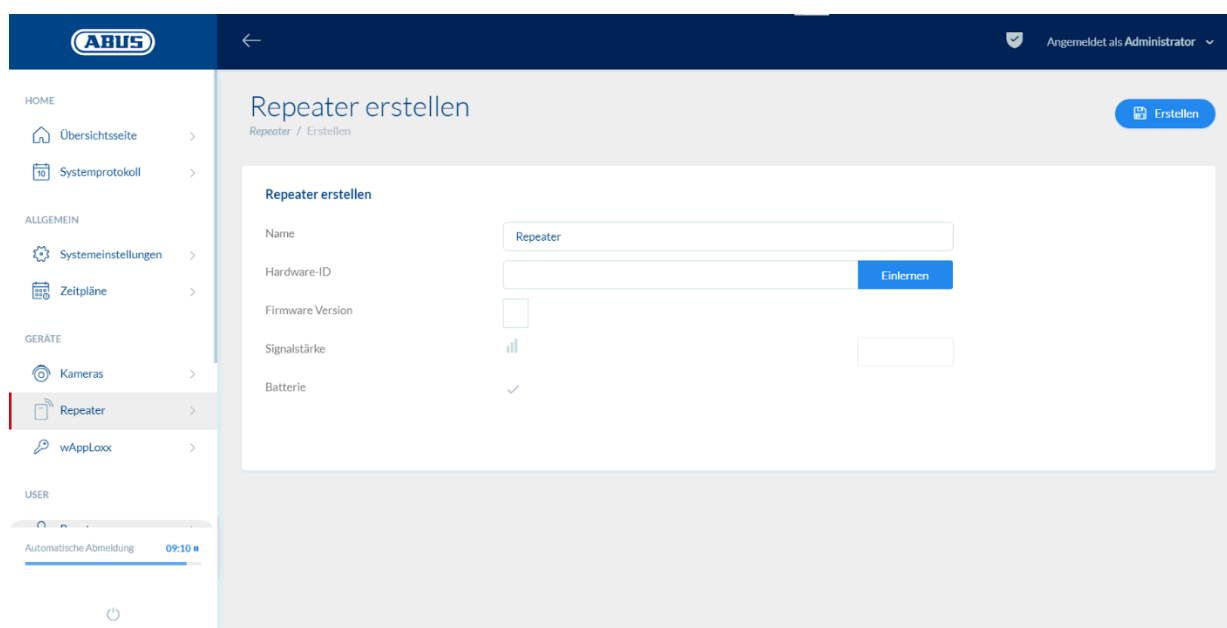 ABUS
Angemeldet als Administrator
HOME
Übersichtsseite
10 Systemprotokoll
ALLGEMEIN
Systemeinstellungen
Zeitpläne
GERÄTE
Kameras
Repeater
wAppLoxx
USER
Automatische Abmeldung 09:10
Repeater erstellen
Repeater / Erstellen
Erstellen
Repeater erstellen
Name Repeater
Hardware-ID Einlernen
Firmware Version
Signalstärke
Batterie